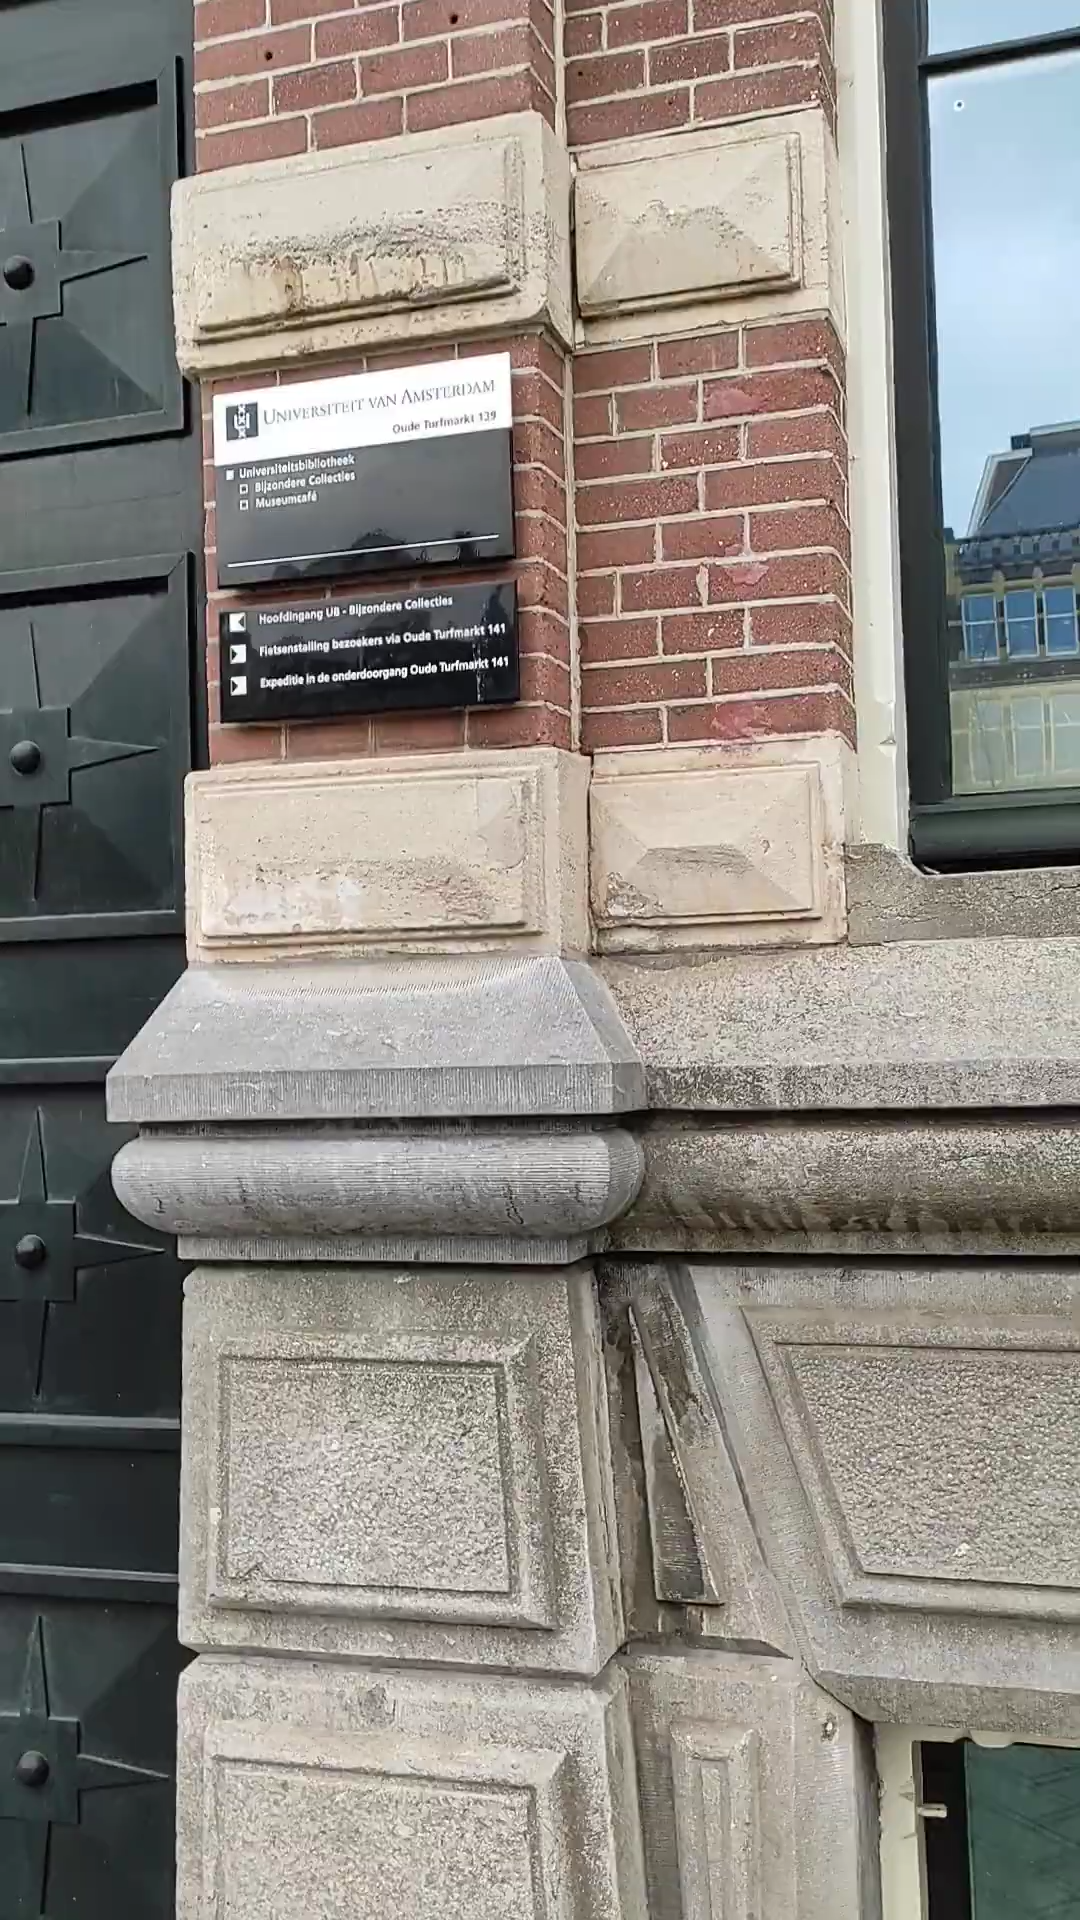 UNIVERSITEIT VAN AMSTERDAM
Oude Turfmarkt 139
Universiteitsbibliotheek
Bijzondere Collecties
Museumcafé
Hoofdingang UB - Bijzondere Collecties
Fietsenstalling bezoekers via Oude Turfmarkt 141
Expeditie in de onderdoorgang Oude Turfmarkt 141